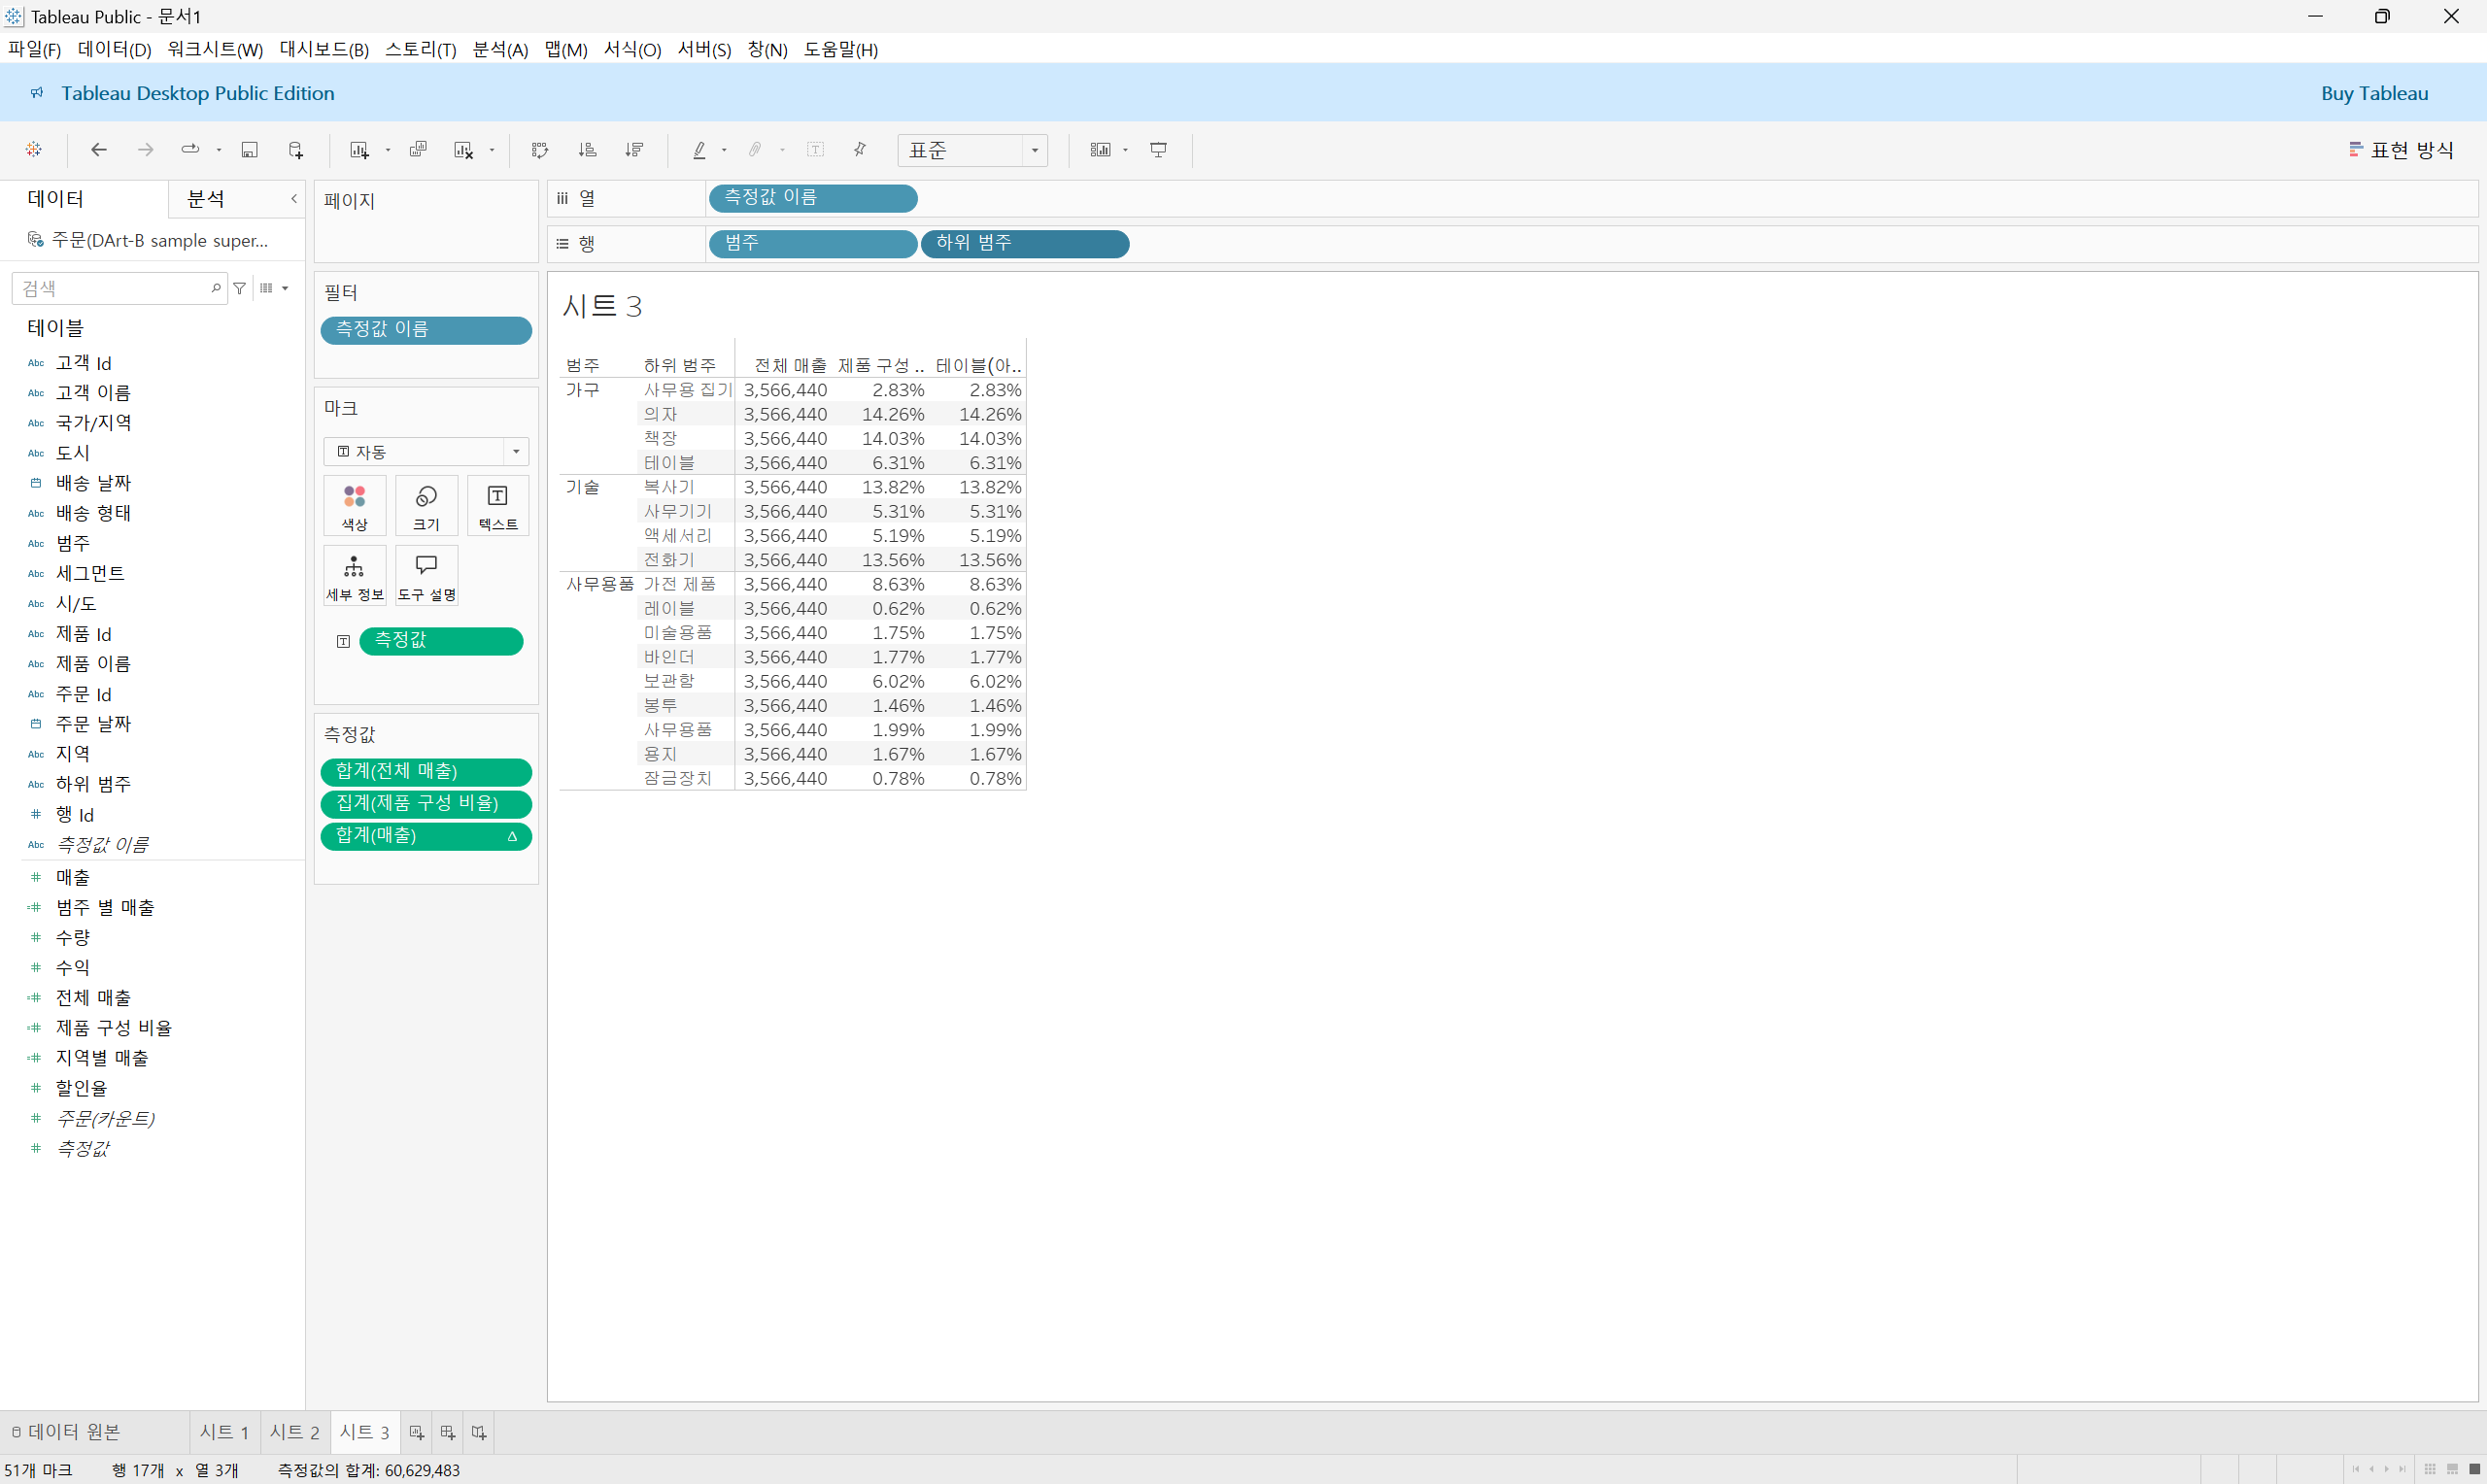 Tableau Public - 문서1
파일(F) 데이터(D) 워크시트(W) 대시보드(B) 스토리(T) 분석(A) 맵(M) 서식(O) 서버(S) 창(N) 도움말(H)
Tableau Desktop Public Edition Buy Tableau
표준 표현 방식
데이터 분석
주문(DArt-B sample super...
검색
테이블
Abc 고객 Id
Abc 고객 이름
Abc 국가/지역
Abc 도시
배송 날짜
Abc 배송 형태
Abc 범주
Abc 세그먼트
Abc 시/도
Abc 제품 Id
Abc 제품 이름
Abc 주문 Id
주문 날짜
Abc 지역
Abc 하위 범주
# 행 Id
Abc 측정값 이름
# 매출
=# 범주 별 매출
# 수량
# 수익
=# 전체 매출
=# 제품 구성 비율
=# 지역별 매출
# 할인율
# 주문(카운트)
# 측정값
페이지
필터
측정값 이름
마크
자동
색상 크기 텍스트
세부 정보 도구 설명
측정값
측정값
합계(전체 매출)
집계(제품 구성 비율)
합계(매출) Δ
열 측정값 이름
행 범주 하위 범주
시트 3
범주 하위 범주 전체 매출 제품 구성 .. 테이블(아..
가구 사무용 집기 3,566,440 2.83% 2.83%
의자 3,566,440 14.26% 14.26%
책장 3,566,440 14.03% 14.03%
테이블 3,566,440 6.31% 6.31%
기술 복사기 3,566,440 13.82% 13.82%
사무기기 3,566,440 5.31% 5.31%
액세서리 3,566,440 5.19% 5.19%
전화기 3,566,440 13.56% 13.56%
사무용품 가전 제품 3,566,440 8.63% 8.63%
레이블 3,566,440 0.62% 0.62%
미술용품 3,566,440 1.75% 1.75%
바인더 3,566,440 1.77% 1.77%
보관함 3,566,440 6.02% 6.02%
봉투 3,566,440 1.46% 1.46%
사무용품 3,566,440 1.99% 1.99%
용지 3,566,440 1.67% 1.67%
잠금장치 3,566,440 0.78% 0.78%
데이터 원본 시트 1 시트 2 시트 3
51개 마크 행 17개 x 열 3개 측정값의 합계: 60,629,483